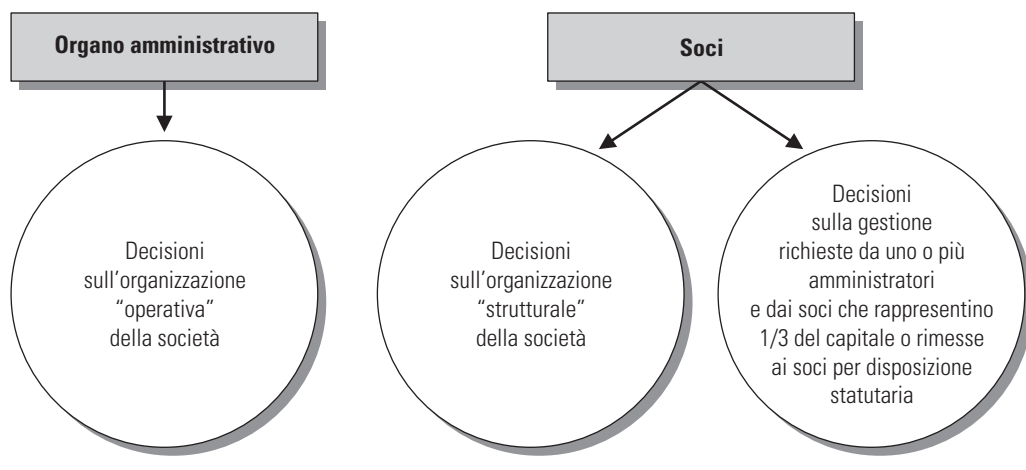 Organo amministrativo
Soci
Decisioni
sull’organizzazione
“operativa”
della società
Decisioni
sull’organizzazione
“strutturale”
della società
Decisioni
sulla gestione
richieste da uno o più
amministratori
e dai soci che rappresentino
1/3 del capitale o rimesse
ai soci per disposizione
statutaria